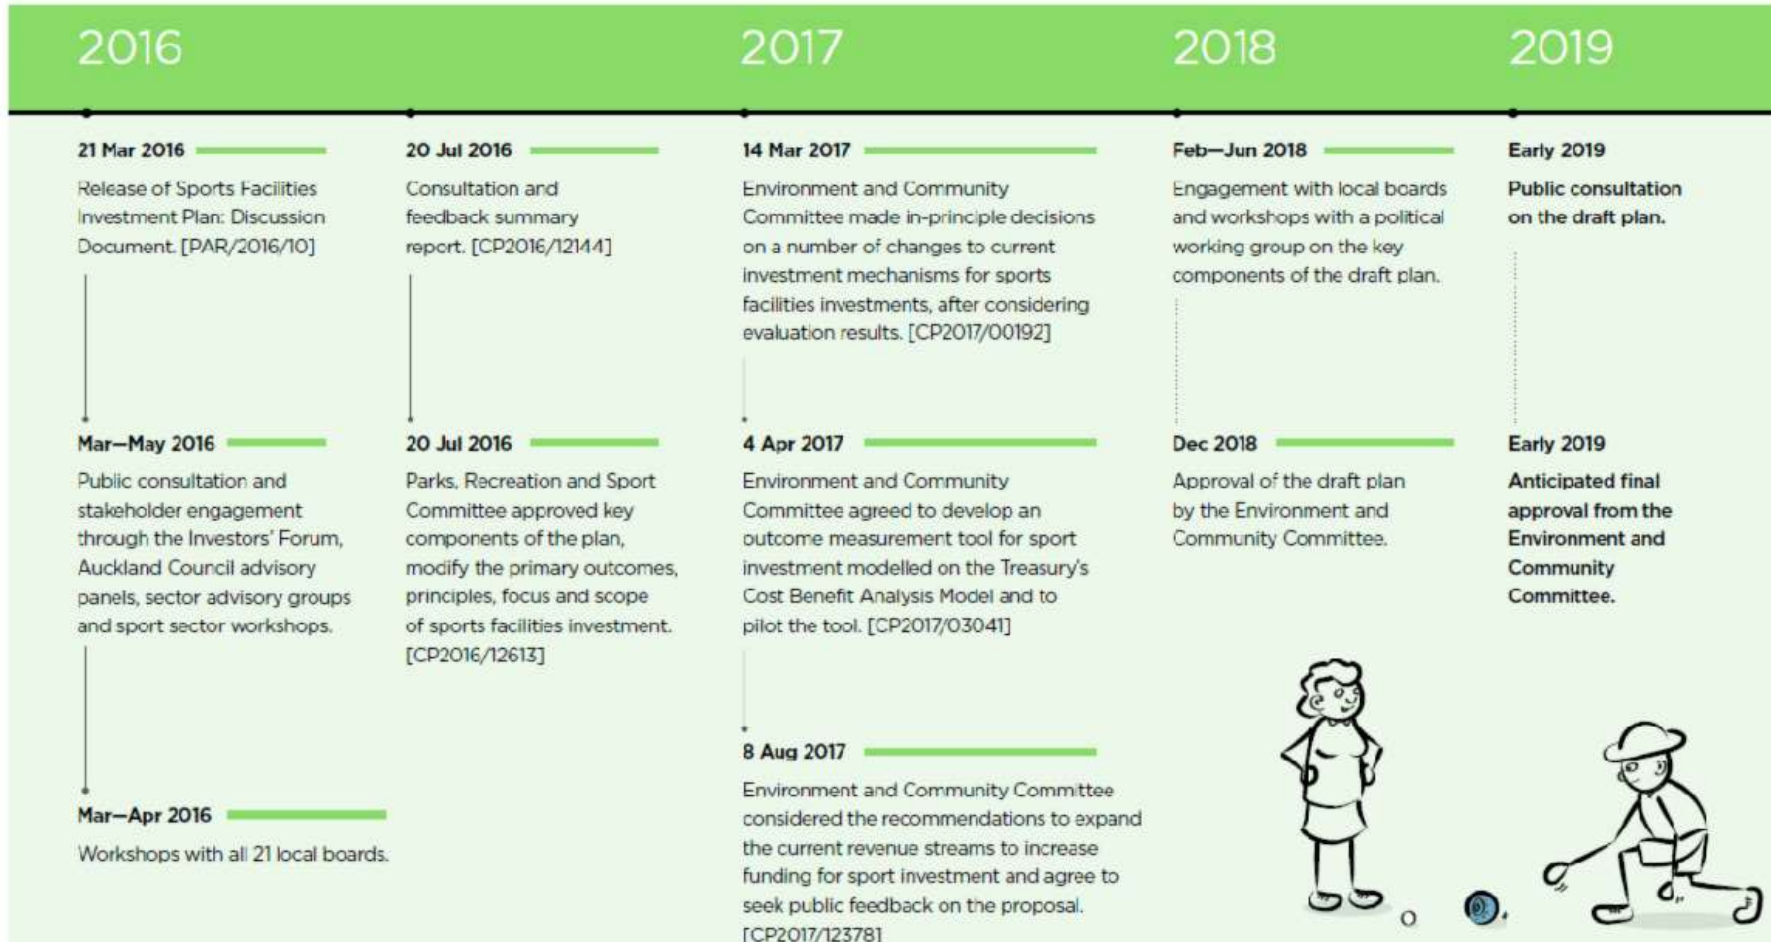 2016
21 Mar 2016
Release of Sports Facilities
Investment Plan: Discussion
Document. [PAR/2016/10]
Mar—May 2016
Public consultation and
stakeholder engagement
through the Investors' Forum,
Auckland Council advisory
panels, sector advisory groups
and sport sector workshops.
Mar—Apr 2016
Workshops with all 21 local boards.
20 Jul 2016
Consultation and
feedback summary
report. [CP2016/12144]
20 Jul 2016
Parks, Recreation and Sport
Committee approved key
components of the plan,
modify the primary outcomes,
principles, focus and scope
of sports facilities investment.
[CP2016/12613]
2017
14 Mar 2017
Environment and Community
Committee made in-principle decisions
on a number of changes to current
investment mechanisms for sports
facilities investments, after considering
evaluation results. [CP2017/00192]
4 Apr 2017
Environment and Community
Committee agreed to develop an
outcome measurement tool for sport
investment modelled on the Treasury's
Cost Benefit Analysis Model and to
pilot the tool. [CP2017/03041]
8 Aug 2017
Environment and Community Committee
considered the recommendations to expand
the current revenue streams to increase
funding for sport investment and agree to
seek public feedback on the proposal.
[CP2017/12378]
2018
Feb—Jun 2018
Engagement with local boards
and workshops with a political
working group on the key
components of the draft plan.
Dec 2018
Approval of the draft plan
by the Environment and
Community Committee.
2019
Early 2019
Public consultation
on the draft plan.
Early 2019
Anticipated final
approval from the
Environment and
Community
Committee.